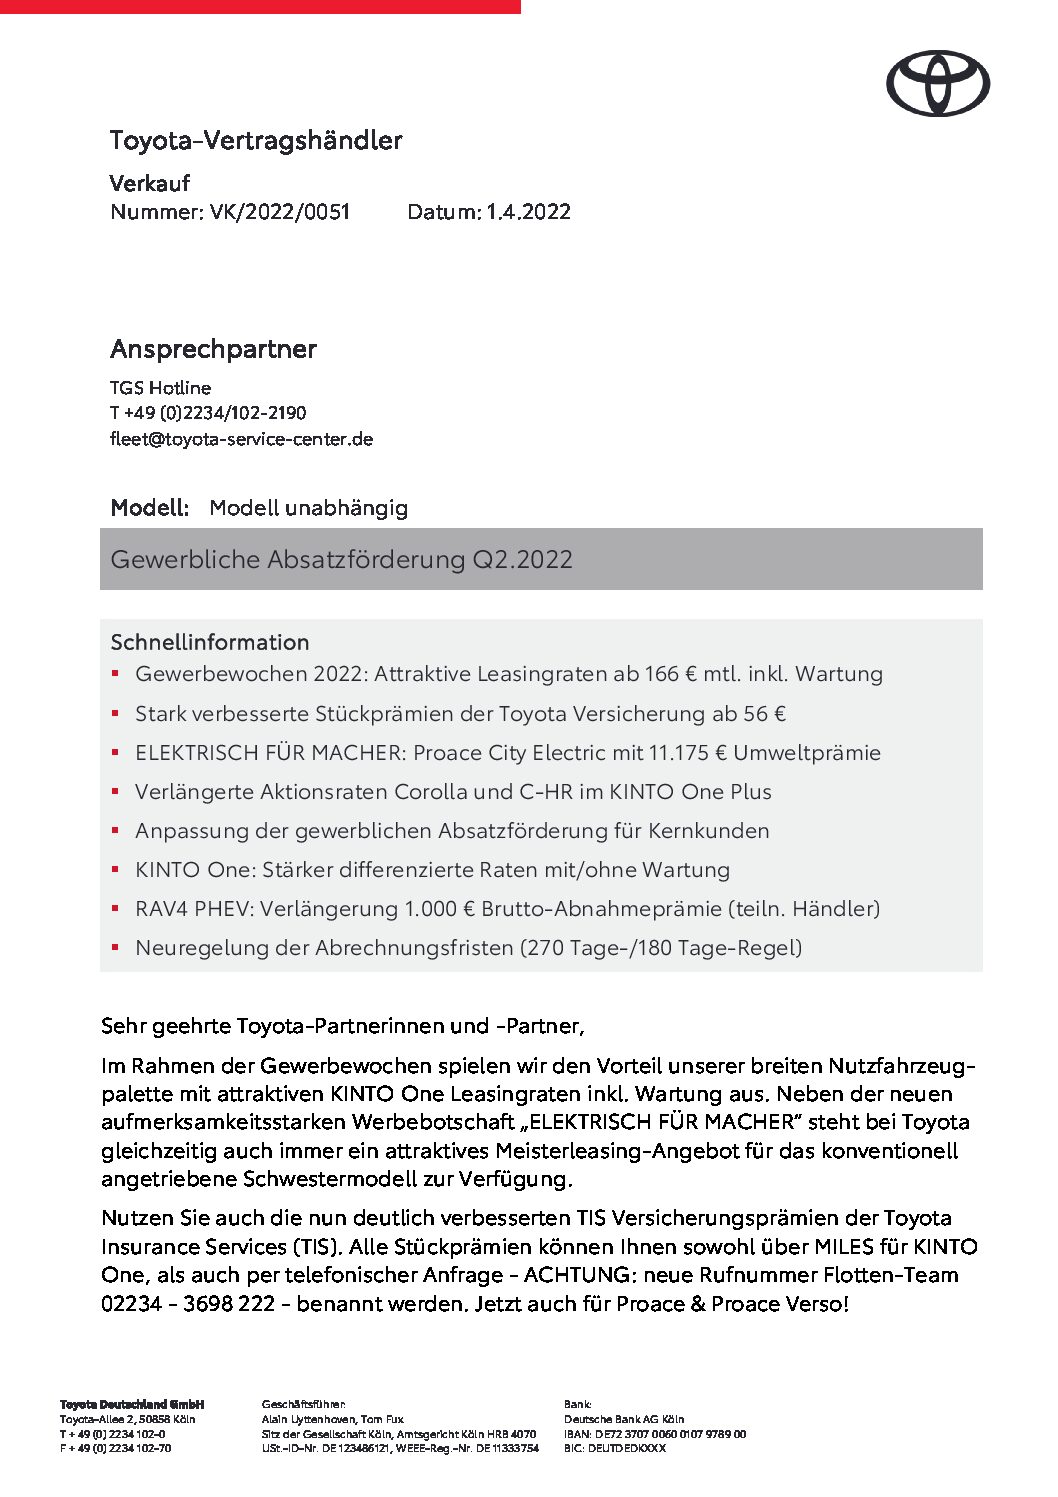 Toyota-Vertragshändler
Verkauf
Nummer: VK/2022/0051 Datum: 1.4.2022
Ansprechpartner
TGS Hotline
T +49 (0)2234/102-2190
fleet@toyota-service-center.de
Modell: Modell unabhängig
Gewerbliche Absatzförderung Q2.2022
Schnellinformation
▪ Gewerbewochen 2022: Attraktive Leasingraten ab 166 € mtl. inkl. Wartung
▪ Stark verbesserte Stückprämien der Toyota Versicherung ab 56 €
▪ ELEKTRISCH FÜR MACHER: Proace City Electric mit 11.175 € Umweltprämie
▪ Verlängerte Aktionsraten Corolla und C-HR im KINTO One Plus
▪ Anpassung der gewerblichen Absatzförderung für Kernkunden
▪ KINTO One: Stärker differenzierte Raten mit/ohne Wartung
▪ RAV4 PHEV: Verlängerung 1.000 € Brutto-Abnahmeprämie (teiln. Händler)
▪ Neuregelung der Abrechnungsfristen (270 Tage-/180 Tage-Regel)
Sehr geehrte Toyota-Partnerinnen und -Partner,
Im Rahmen der Gewerbewochen spielen wir den Vorteil unserer breiten Nutzfahrzeug-
palette mit attraktiven KINTO One Leasingraten inkl. Wartung aus. Neben der neuen
aufmerksamkeitsstarken Werbebotschaft „ELEKTRISCH FÜR MACHER“ steht bei Toyota
gleichzeitig auch immer ein attraktives Meisterleasing-Angebot für das konventionell
angetriebene Schwestermodell zur Verfügung.
Nutzen Sie auch die nun deutlich verbesserten TIS Versicherungsprämien der Toyota
Insurance Services (TIS). Alle Stückprämien können Ihnen sowohl über MILES für KINTO
One, als auch per telefonischer Anfrage - ACHTUNG: neue Rufnummer Flotten-Team
02234 - 3698 222 - benannt werden. Jetzt auch für Proace & Proace Verso!
Toyota Deutschland GmbH
Toyota-Allee 2, 50858 Köln
T + 49 (0) 2234 102-0
F + 49 (0) 2234 102-70
Geschäftsführer:
Alain Uyttenhoven, Tom Fux
Sitz der Gesellschaft Köln, Amtsgericht Köln HRB 4070
USt.-ID-Nr. DE 123486121, WEEE-Reg.-Nr. DE 11333754
Bank:
Deutsche Bank AG Köln
IBAN: DE72 3707 0060 0107 9789 00
BIC: DEUTDEDKXXX